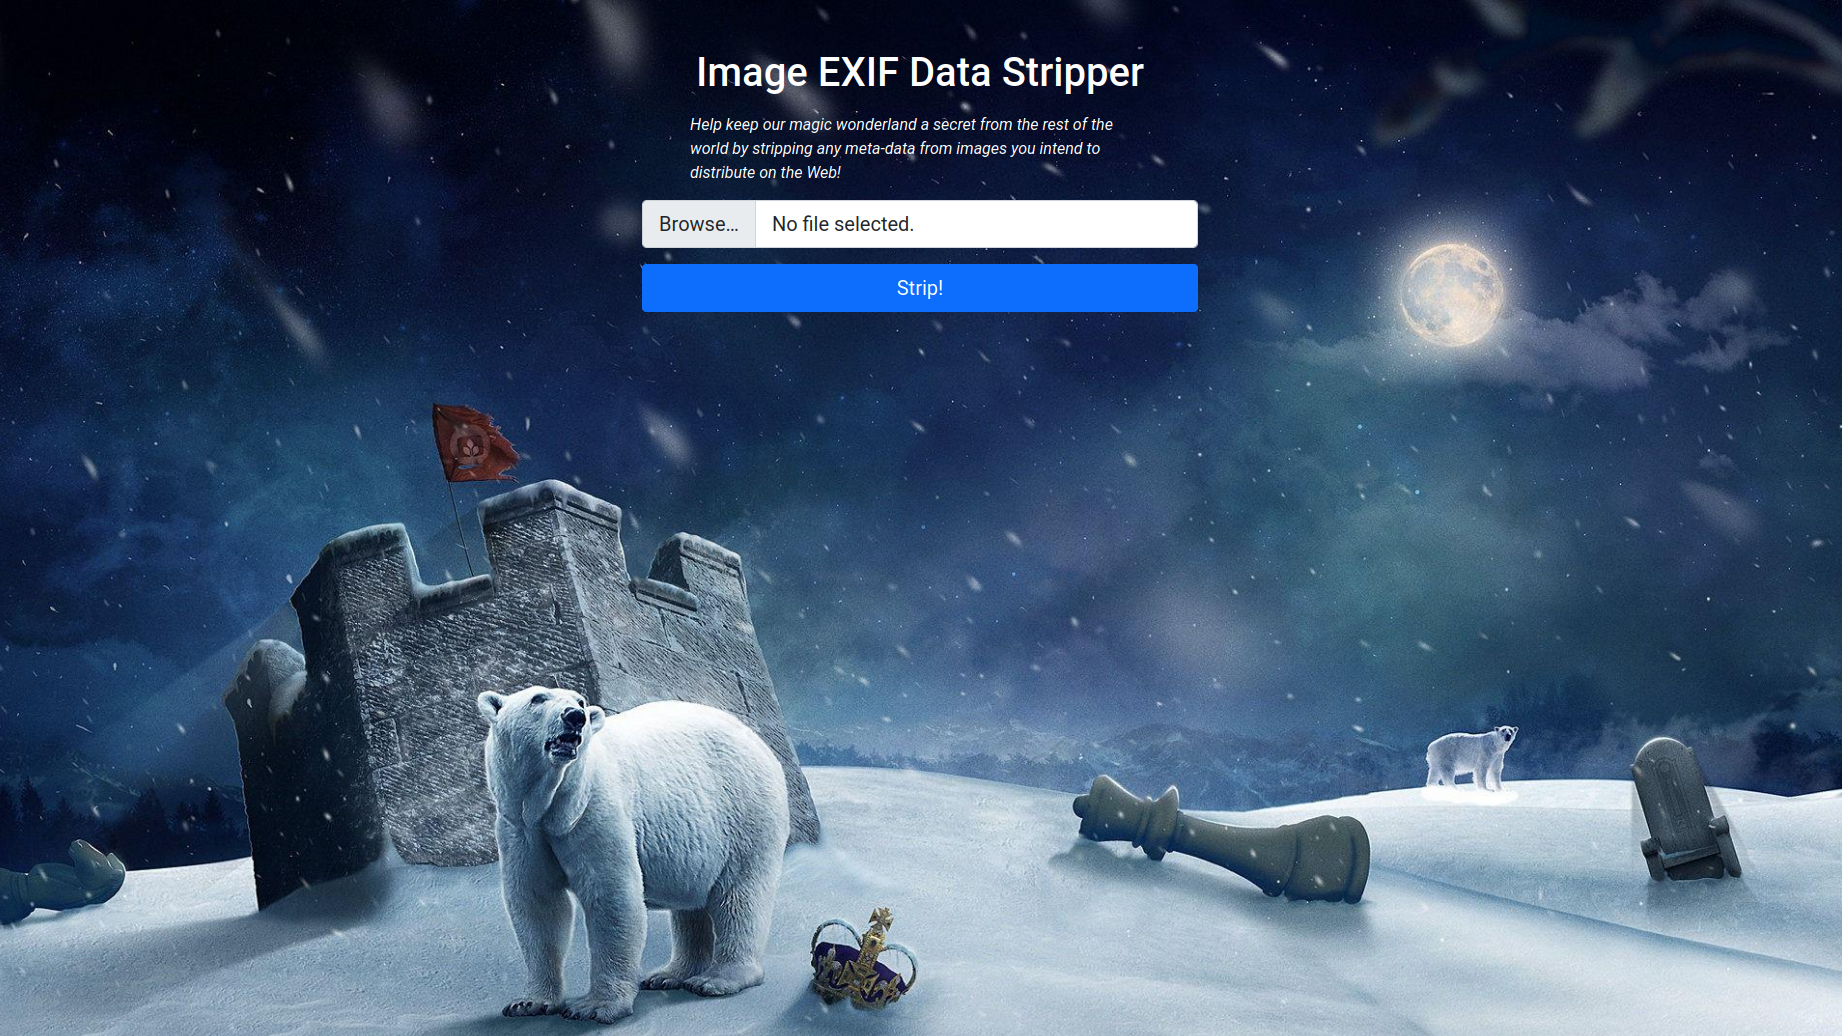 Image EXIF Data Stripper
Help keep our magic wonderland a secret from the rest of the
world by stripping any meta-data from images you intend to
distribute on the Web!
Browse... No file selected.
Strip!